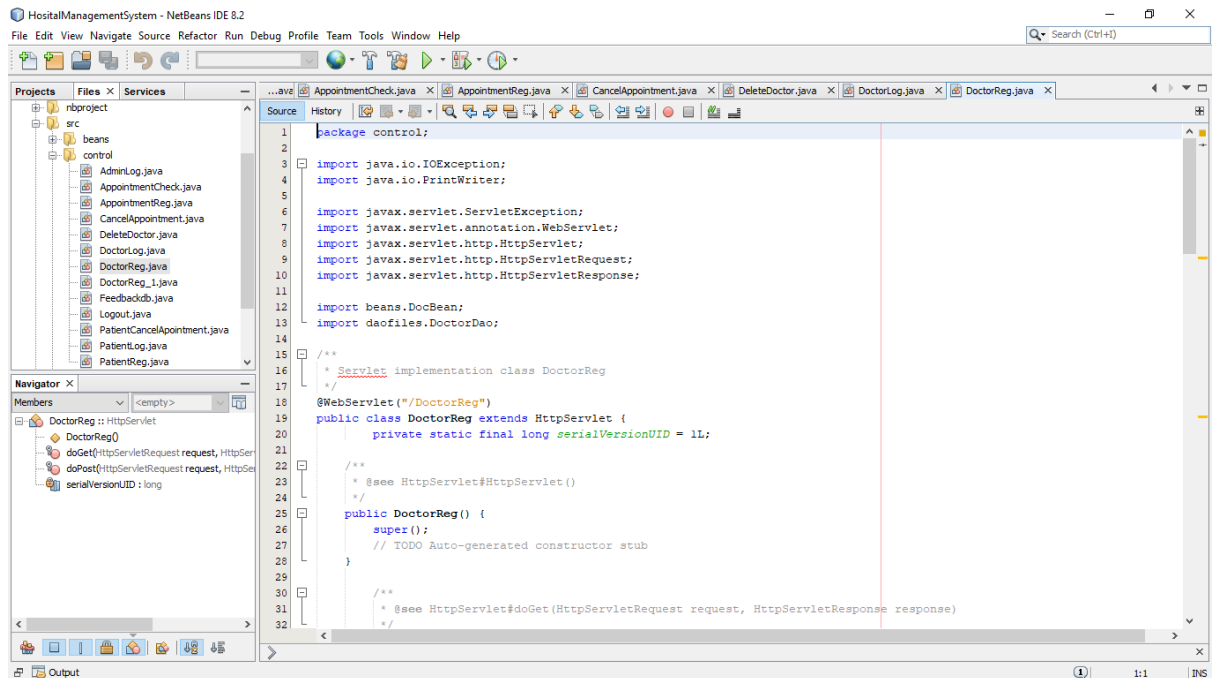 HositalManagementSystem - NetBeans IDE 8.2
File Edit View Navigate Source Refactor Run Debug Profile Team Tools Window Help
Search (Ctrl+I)
Projects Files Services
nbproject
src
beans
control
AdminLog.java
AppointmentCheck.java
AppointmentReg.java
CancelAppointment.java
DeleteDoctor.java
DoctorLog.java
DoctorReg.java
DoctorReg_1.java
Feedbackdb.java
Logout.java
PatientCancelApointment.java
PatientLog.java
PatientReg.java
Navigator
Members <empty>
DoctorReg :: HttpServlet
DoctorReg()
doGet(HttpServletRequest request, HttpSer
doPost(HttpServletRequest request, HttpSe
serialVersionUID : long
...ava AppointmentCheck.java AppointmentReg.java CancelAppointment.java DeleteDoctor.java DoctorLog.java DoctorReg.java
Source History
1 package control;
2
3 import java.io.IOException;
4 import java.io.PrintWriter;
5
6 import javax.servlet.ServletException;
7 import javax.servlet.annotation.WebServlet;
8 import javax.servlet.http.HttpServlet;
9 import javax.servlet.http.HttpServletRequest;
10 import javax.servlet.http.HttpServletResponse;
11
12 import beans.DocBean;
13 import daofiles.DoctorDao;
14
15 /**
16 * Servlet implementation class DoctorReg
17 */
18 @WebServlet("/DoctorReg")
19 public class DoctorReg extends HttpServlet {
20 private static final long serialVersionUID = 1L;
21
22 /**
23 * @see HttpServlet#HttpServlet()
24 */
25 public DoctorReg() {
26 super();
27 // TODO Auto-generated constructor stub
28 }
29
30 /**
31 * @see HttpServlet#doGet(HttpServletRequest request, HttpServletResponse response)
32 */
Output
1 1:1 INS